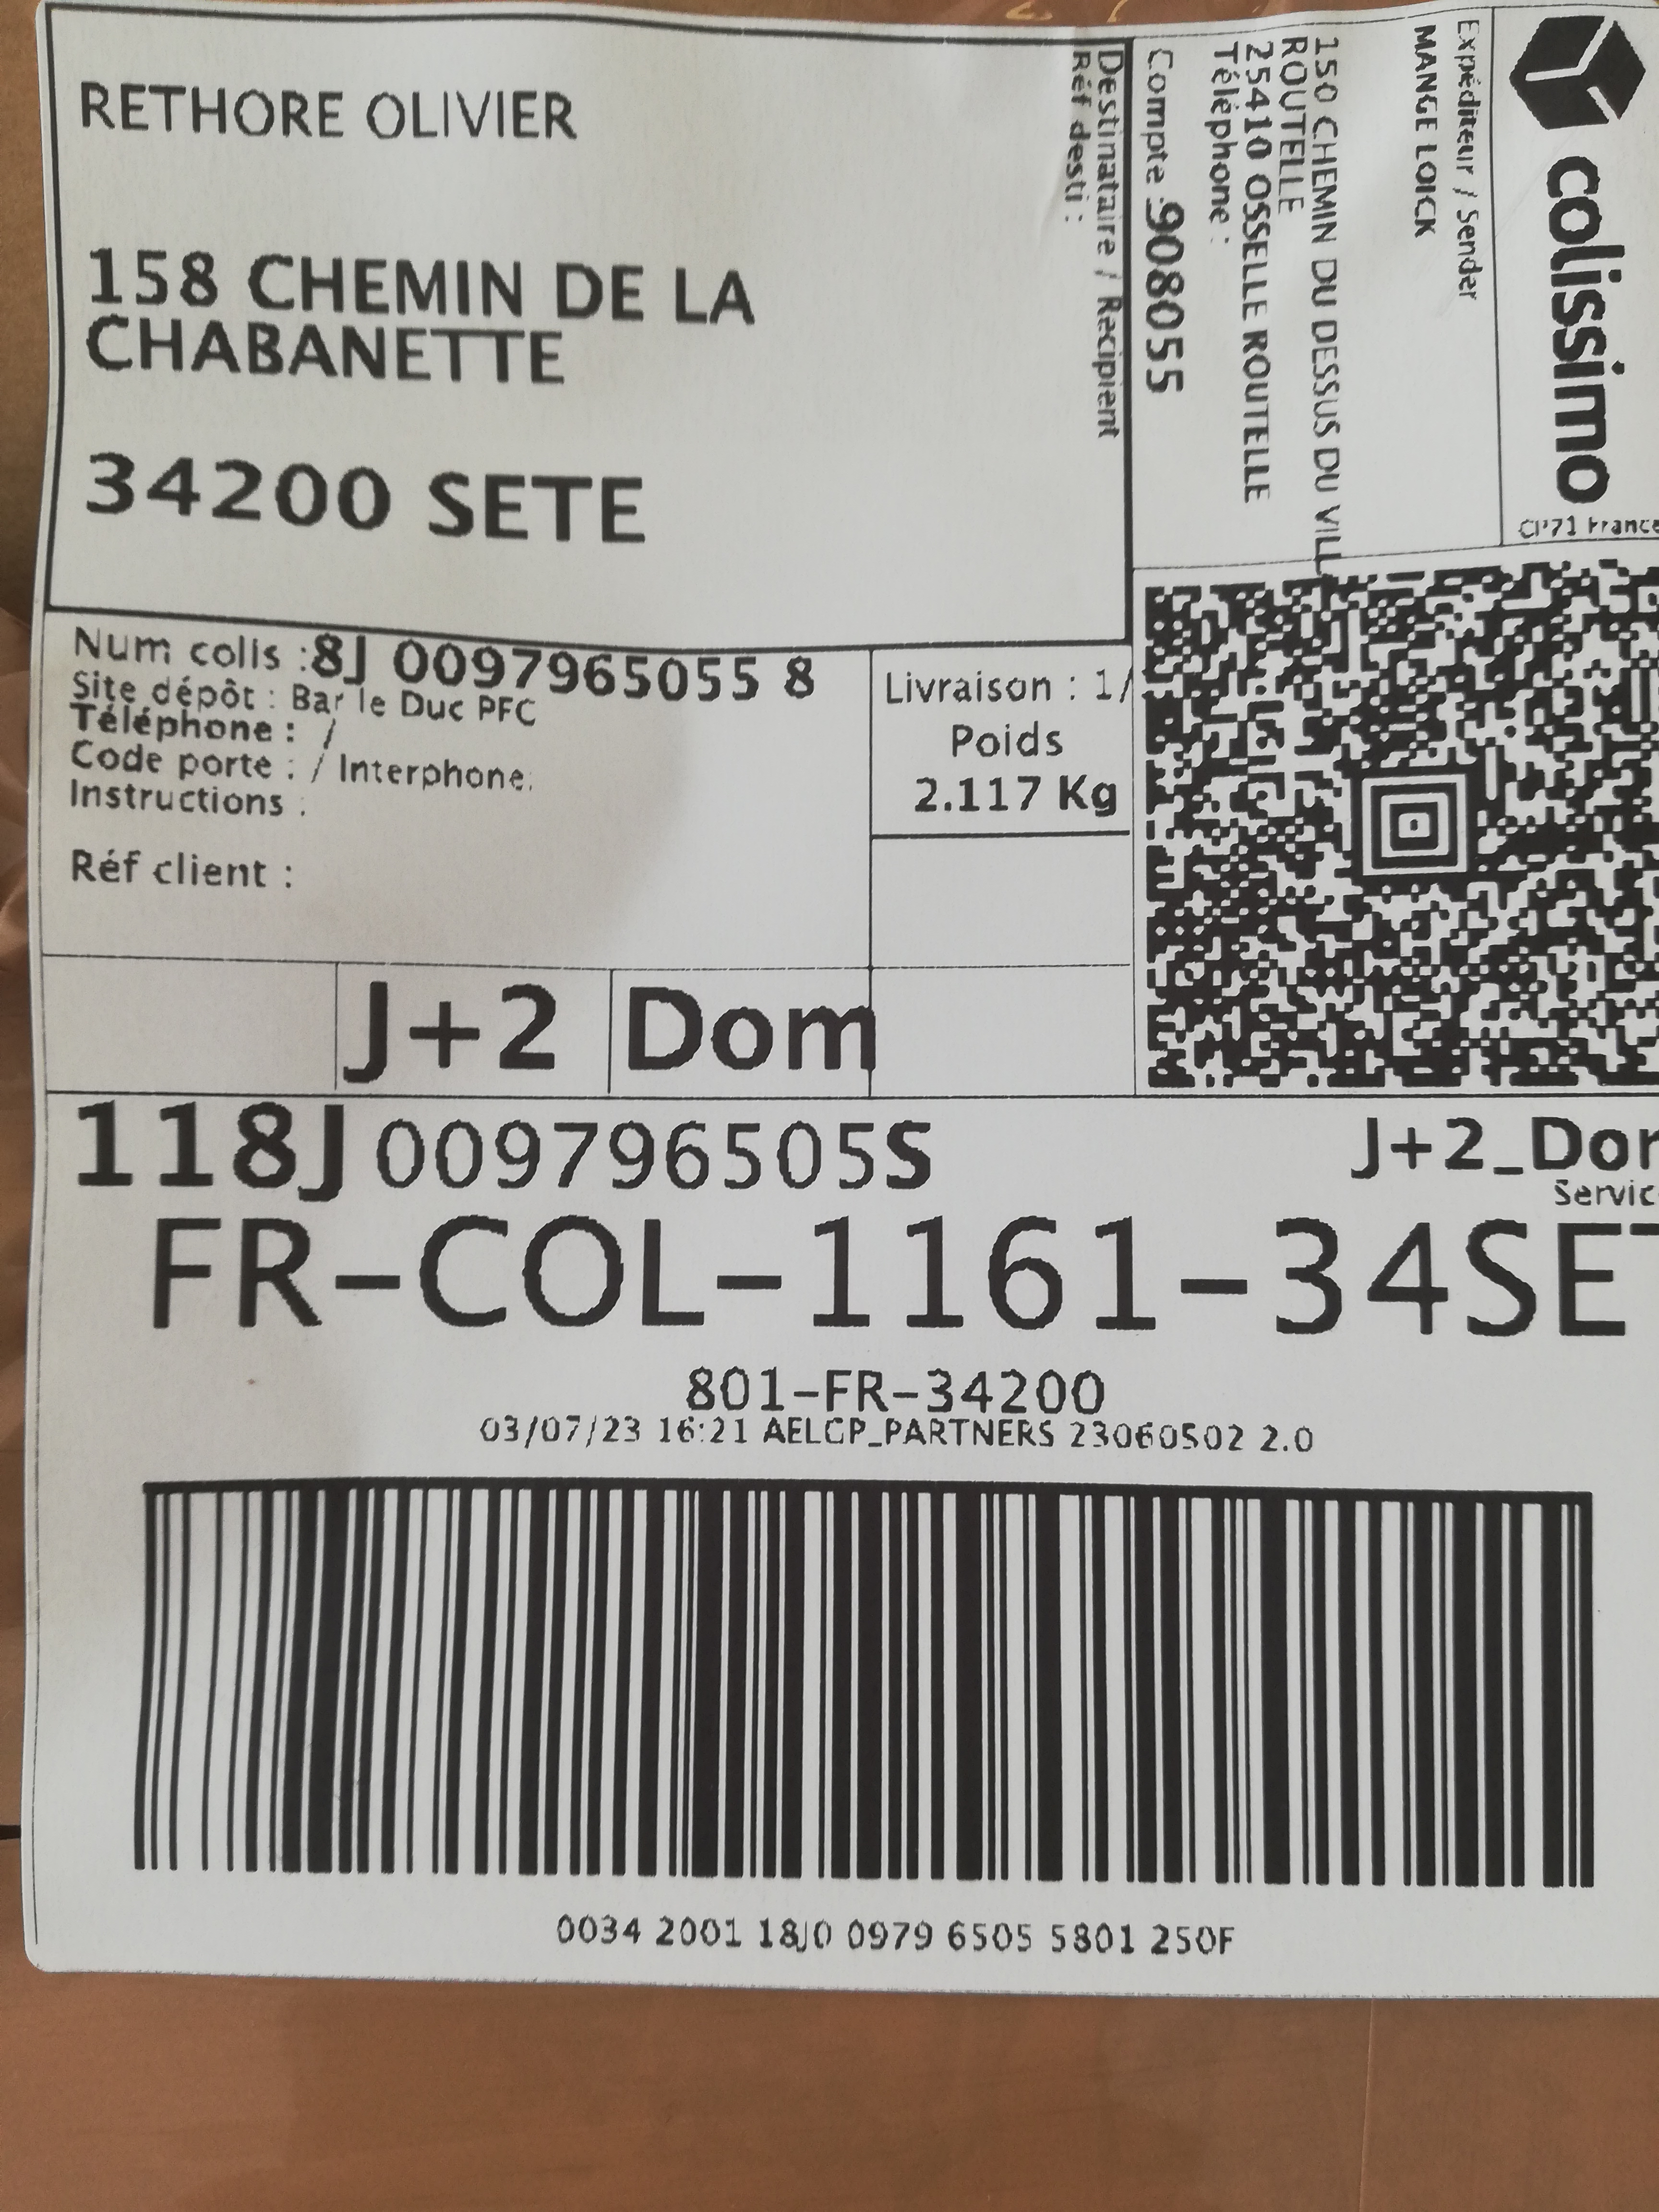 colissimo
CP71 France
Expéditeur / Sender
MANGE LOICK
150 CHEMIN DU DESSUS DU VILL
ROUTELLE
25410 OSSELLE ROUTELLE
Téléphone :
Compte :908055
Destinataire / Recipient
Réf desti :
RETHORE OLIVIER
158 CHEMIN DE LA
CHABANETTE
34200 SETE
Num colis :8J 0097965055 8
Site dépôt : Bar le Duc PFC
Téléphone : /
Code porte : / Interphone:
Instructions :
Réf client :
Livraison : 1/
Poids
2.117 Kg
J+2 Dom
118J 009796505S
J+2_Dor
Servic
FR-COL-1161-34SET
801-FR-34200
03/07/23 16:21 AELGP_PARTNERS 23060502 2.0
0034 2001 18J0 0979 6505 5801 250F